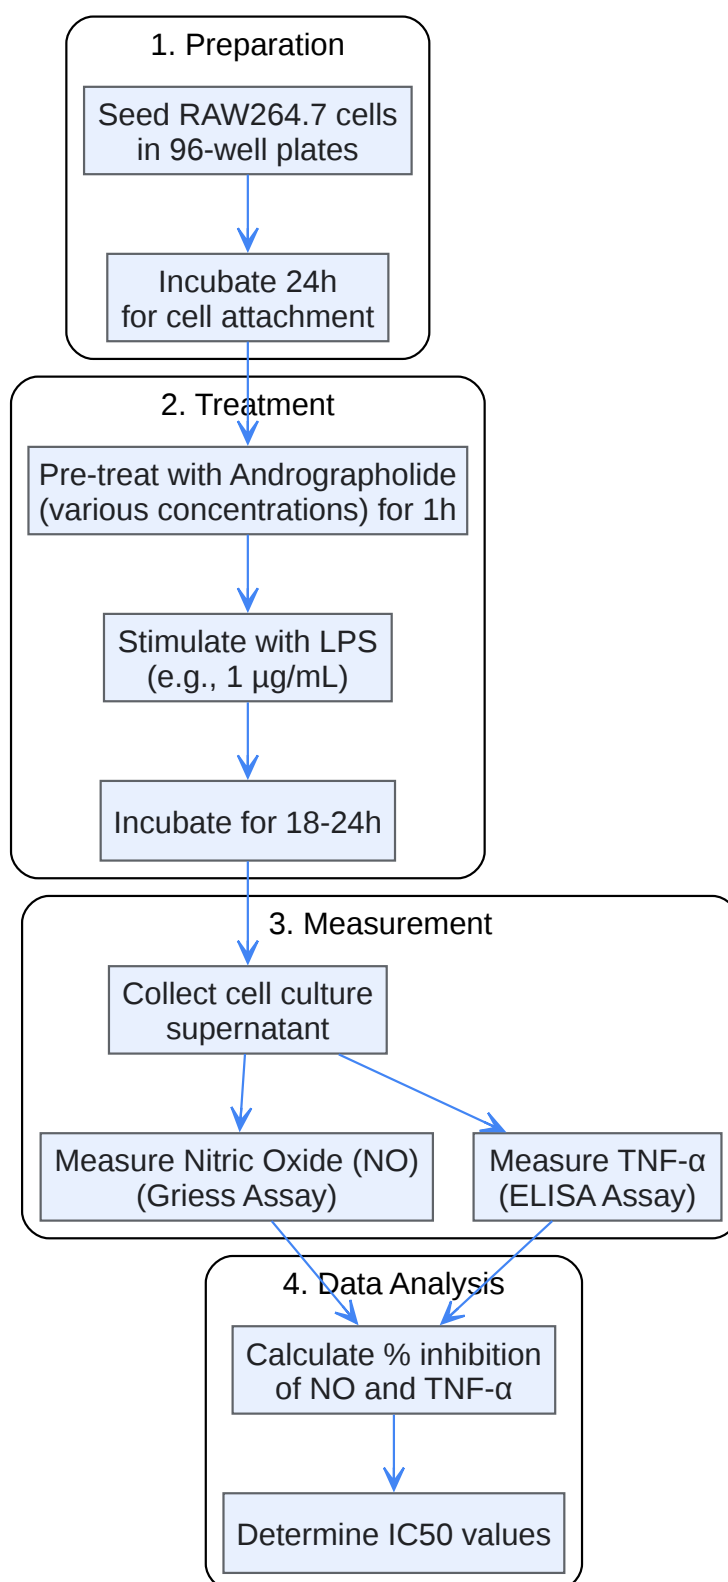 1. Preparation
Seed RAW264.7 cells
in 96-well plates
Incubate 24h
for cell attachment
2. Treatment
Pre-treat with Andrographolide
(various concentrations) for 1h
Stimulate with LPS
(e.g., 1 µg/mL)
Incubate for 18-24h
3. Measurement
Collect cell culture
supernatant
Measure Nitric Oxide (NO)
(Griess Assay)
Measure TNF-α
(ELISA Assay)
4. Data Analysis
Calculate % inhibition
of NO and TNF-α
Determine IC50 values